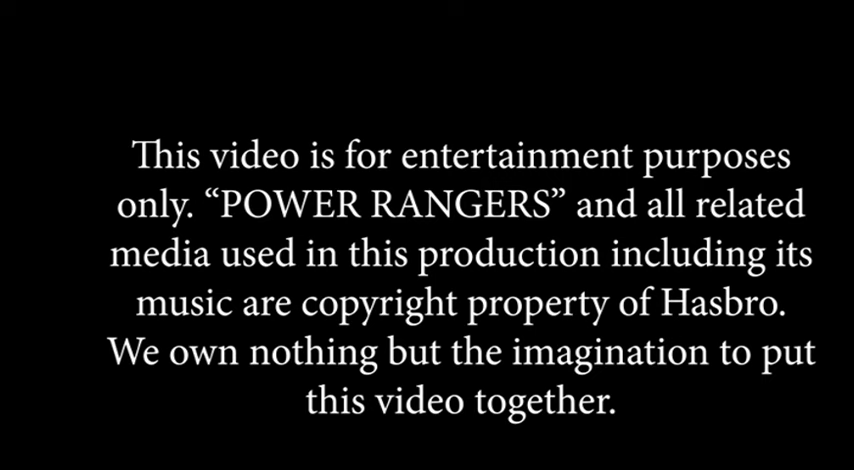 This video is for entertainment purposes
only. “POWER RANGERS” and all related
media used in this production including its
music are copyright property of Hasbro.
We own nothing but the imagination to put
this video together.